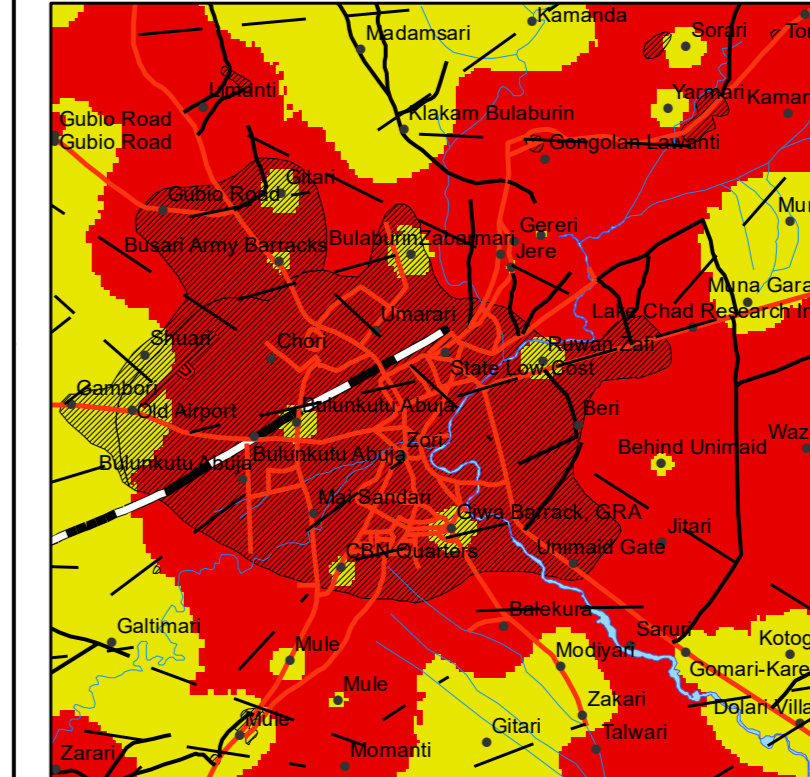 Kamanda
Sorari
Tor
Madamsari
Limanti
Yarmari
Kaman
Gubio Road
Klakam Bulaburin
Gubio Road
Gongolan Lawanti
Gitari
Gubio Road
Mun
Gereri
Busari Army Barracks
Bulaburin
Zabarmari
Jere
Muna Gara
Lake Chad Research In
Umarari
Shuari
Chori
Ruwan Zafi
State Low Cost
Gambori
Old Airport
Bulunkutu Abuja
Beri
Zori
Waz
Behind Unimaid
Bulunkutu Abuja
Bulunkutu Abuja
Mai Sandari
Giwa Barrack, GRA
Jitari
CBN Quarters
Unimaid Gate
Balekura
Galtimari
Saruri
Kotog
Mule
Modiyari
Gomari-Kare
Mule
Zakari
Dolari Villa
Mule
Gitari
Talwari
Zarari
Momanti